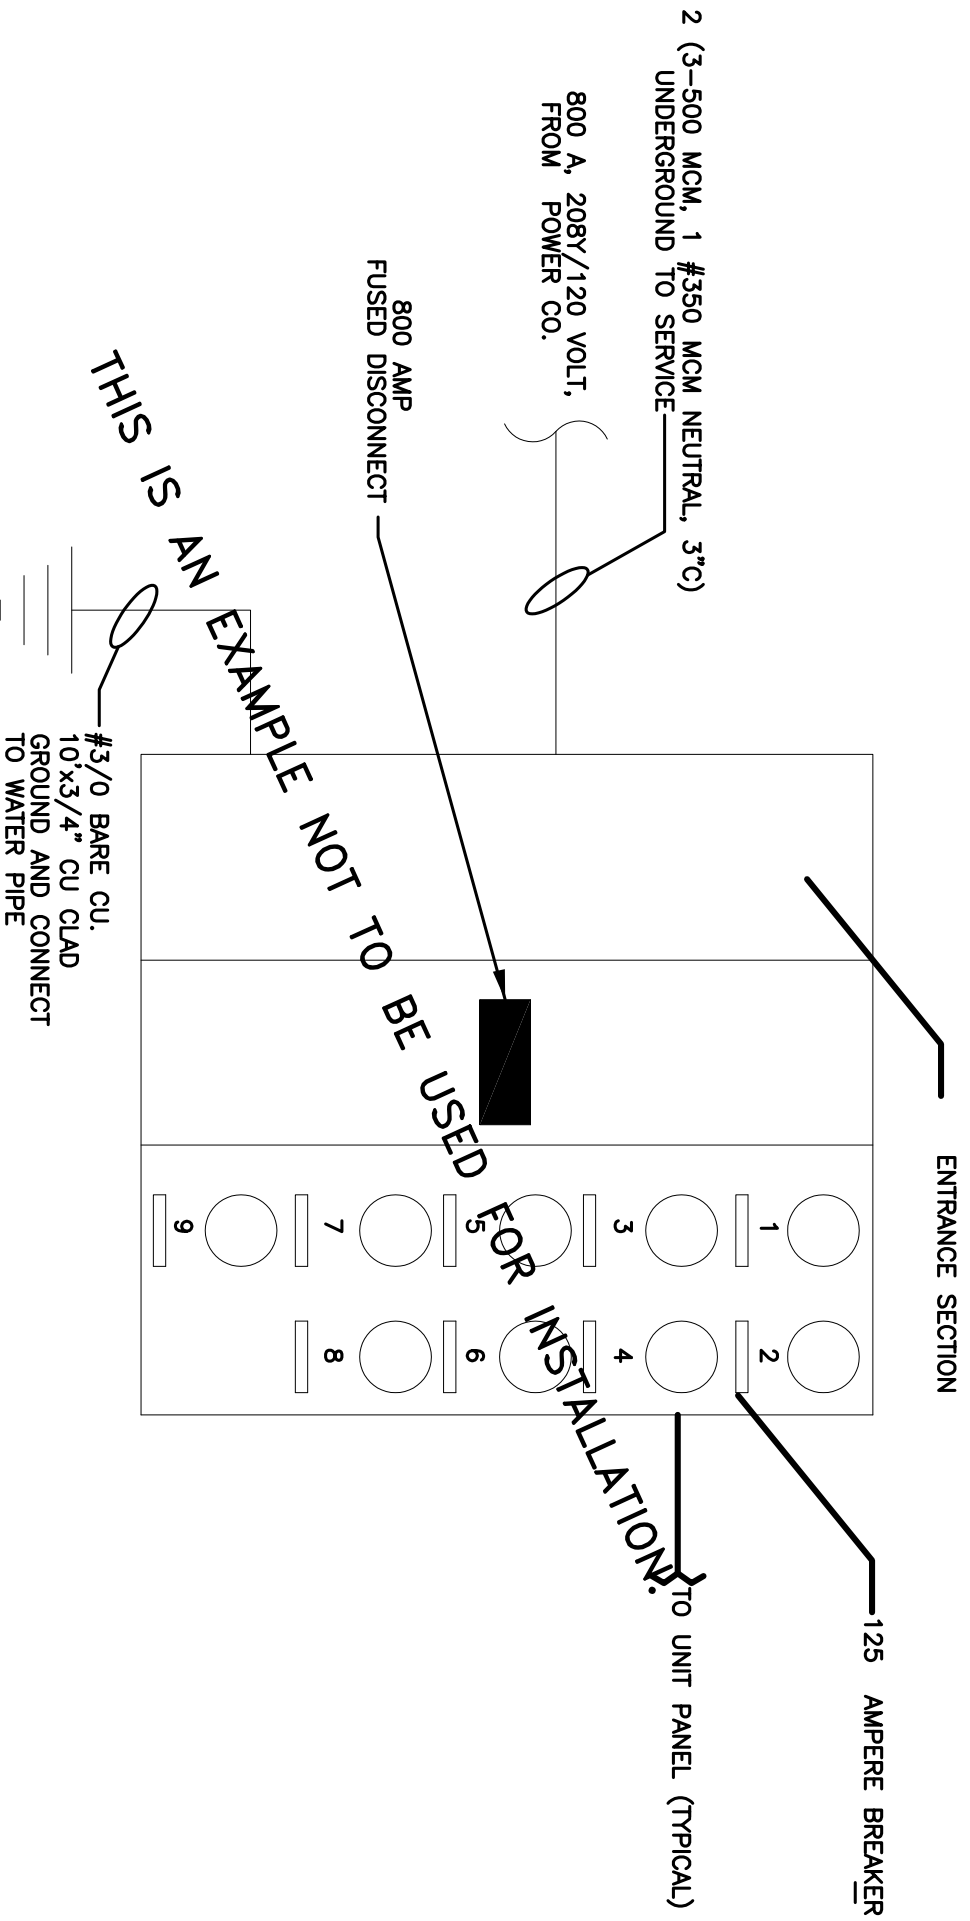 ENTRANCE SECTION
125 AMPERE BREAKER
2 (3-500 MCM, 1 #350 MCM NEUTRAL, 3"C)
UNDERGROUND TO SERVICE
800 A, 208Y/120 VOLT,
FROM POWER CO.
800 AMP
FUSED DISCONNECT
1
2
3
4
5
6
7
8
9
TO UNIT PANEL (TYPICAL)
THIS IS AN EXAMPLE NOT TO BE USED FOR INSTALLATION.
#3/0 BARE CU.
10'x3/4" CU CLAD
GROUND AND CONNECT
TO WATER PIPE